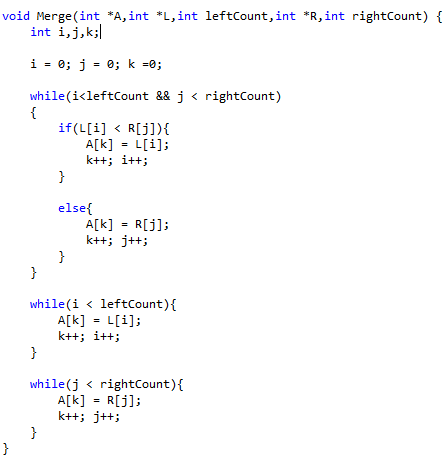 void Merge(int *A,int *L,int leftCount,int *R,int rightCount) {
    int i,j,k;

    i = 0; j = 0; k =0;

    while(i<leftCount && j < rightCount)
    {
        if(L[i] < R[j]){
            A[k] = L[i];
            k++; i++;
        }

        else{
            A[k] = R[j];
            k++; j++;
        }
    }

    while(i < leftCount){
        A[k] = L[i];
        k++; i++;
    }

    while(j < rightCount){
        A[k] = R[j];
        k++; j++;
    }
}